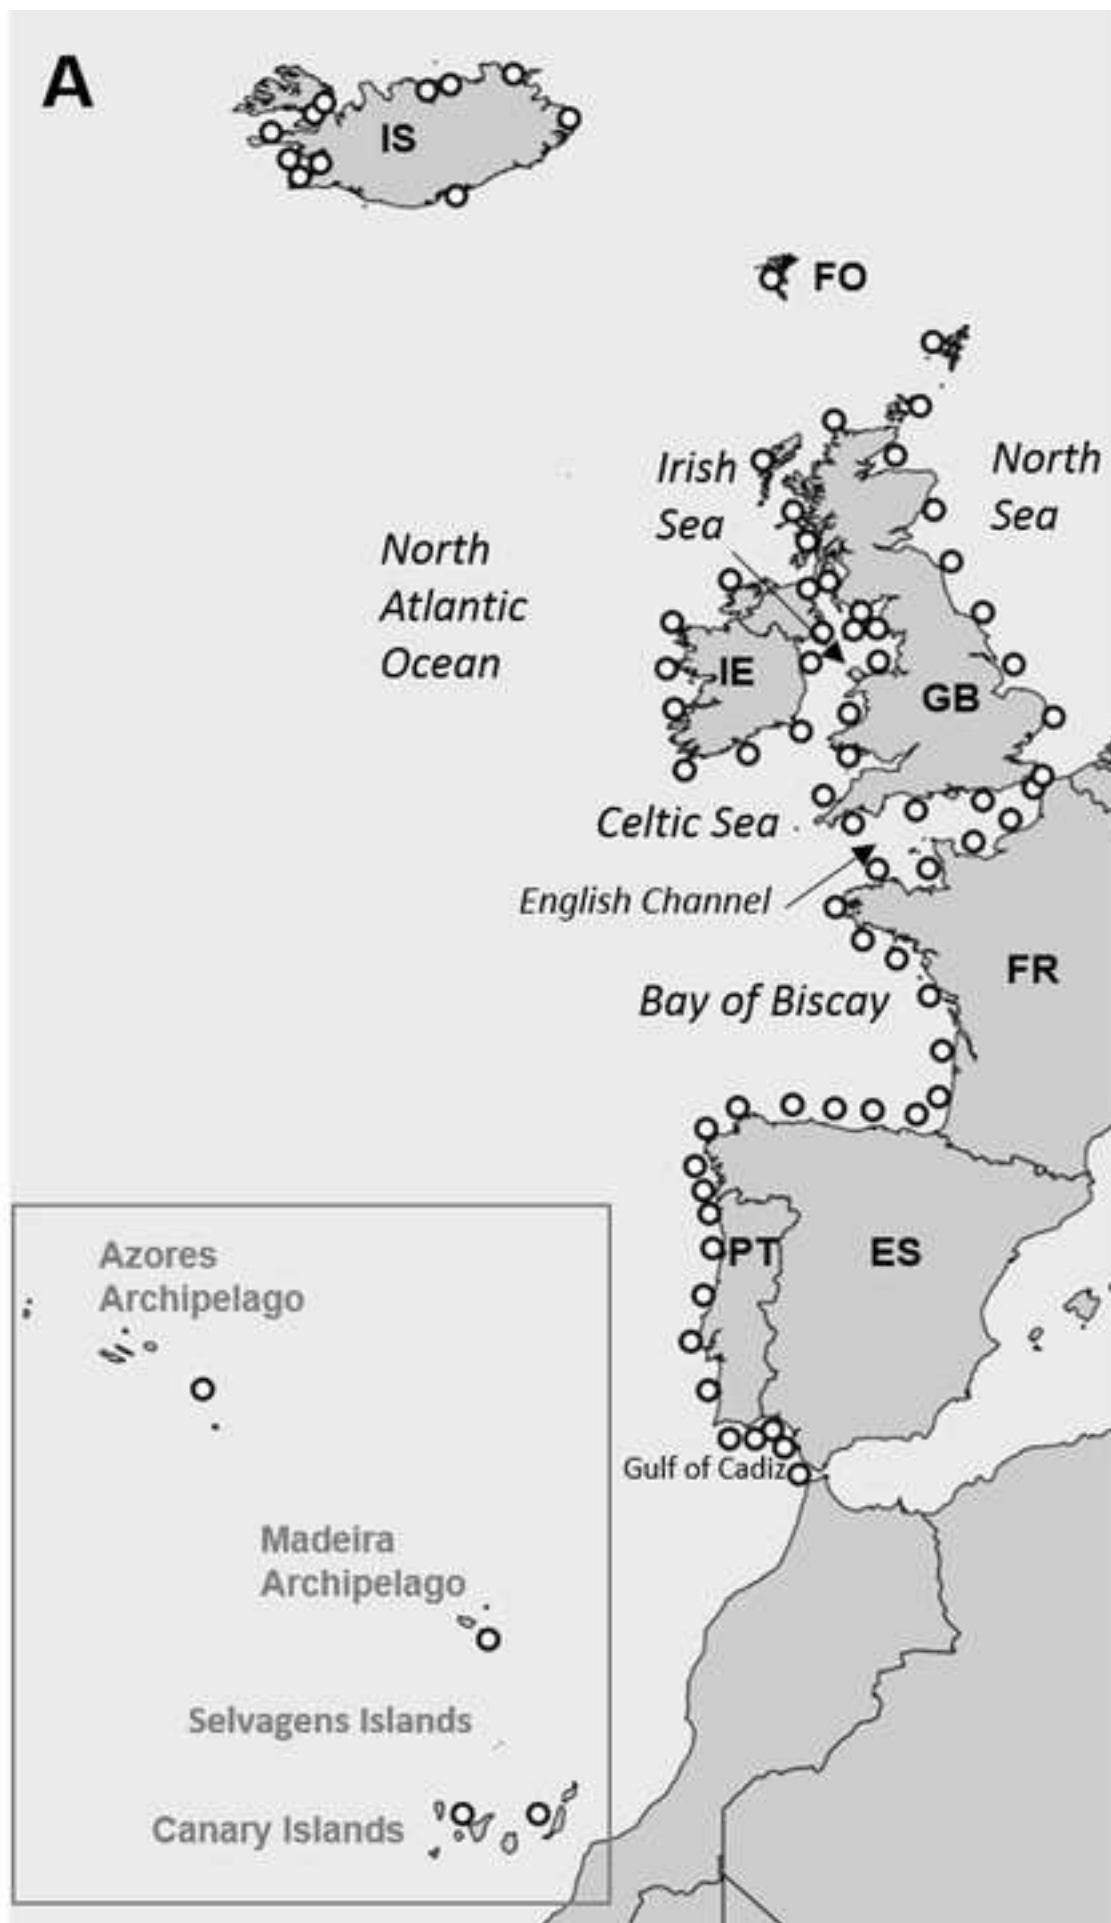 A
IS
FO
Irish
Sea
North
Sea
North
Atlantic
Ocean
IE
GB
Celtic Sea
English Channel
FR
Bay of Biscay
PT
ES
Azores
Archipelago
Gulf of Cadiz
Madeira
Archipelago
Selvagens Islands
Canary Islands